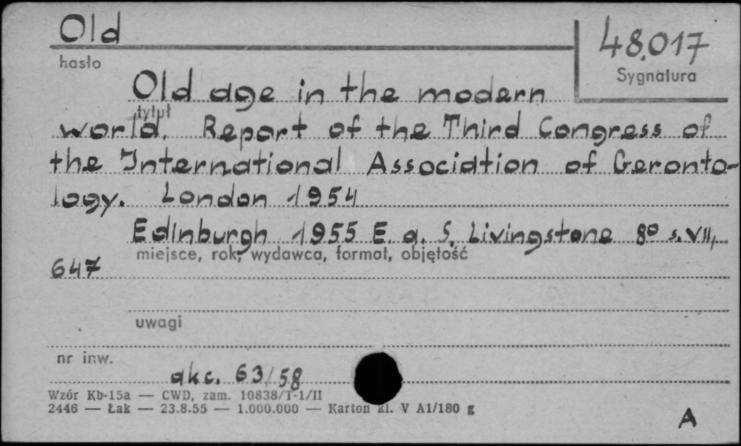 Old
48.017
hasło
Sygnatura
Old age in the modern
tytuł
world. Report of the Third Congress of
the International Association of Geronto-
logy. London 1954
Edinburgh 1955 E. a. S. Livingstone 8° s. VII,
miejsce, rok, wydawca, format, objętość
647
uwagi
nr inw.
akc. 63/58
Wzór Kb-15a — CWD, zam. 10838/T-1/II
2446 — Łak — 23.8.55 — 1.000.000 — Karton kl. V A1/180 g
A